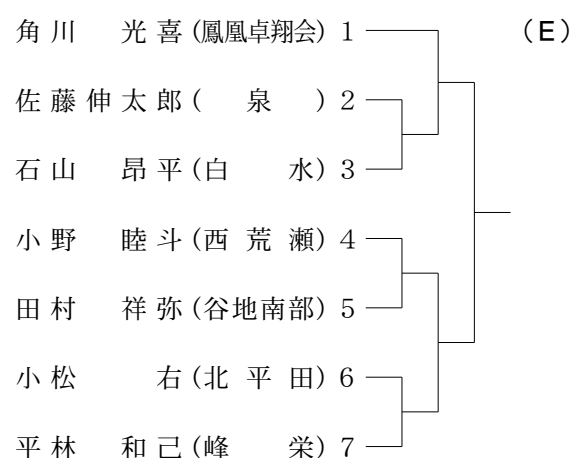 角川 光喜(鳳凰卓翔会) 1 (E)
佐藤伸太郎(泉) 2
石山 昂平(白水) 3
小野 睦斗(西荒瀬) 4
田村 祥弥(谷地南部) 5
小松 右(北平田) 6
平林 和己(峰栄) 7